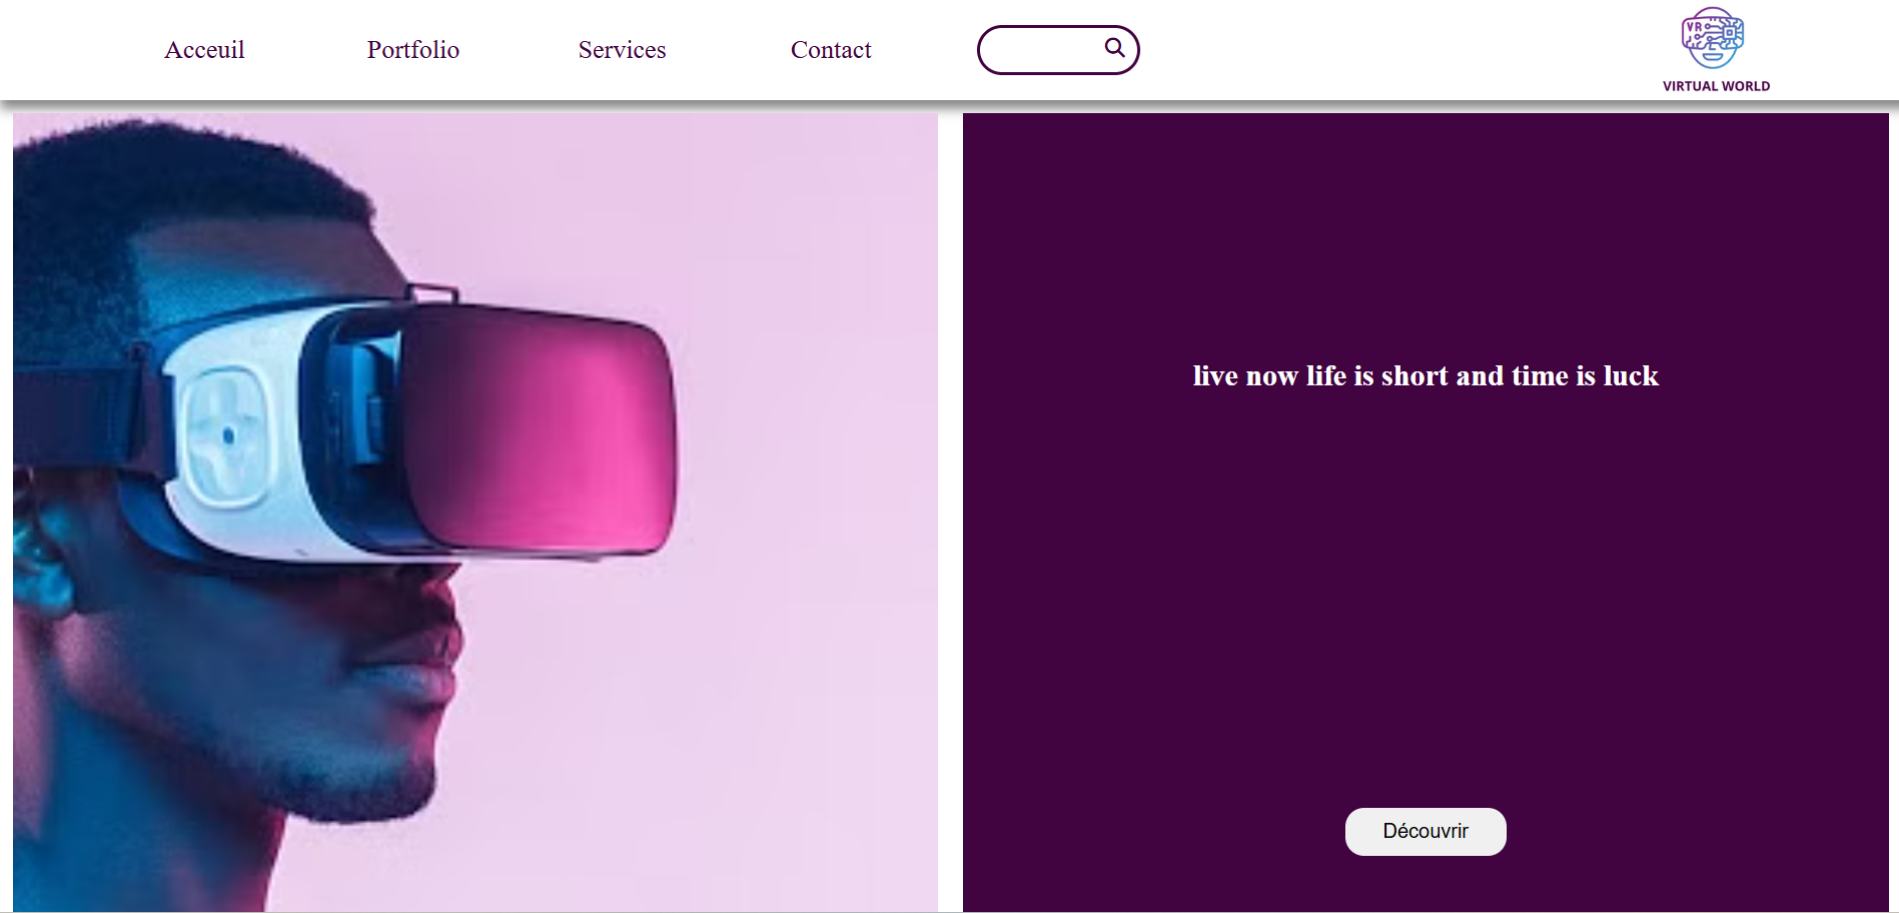 Acceuil
Portfolio
Services
Contact
VR
VIRTUAL WORLD
live now life is short and time is luck
Découvrir